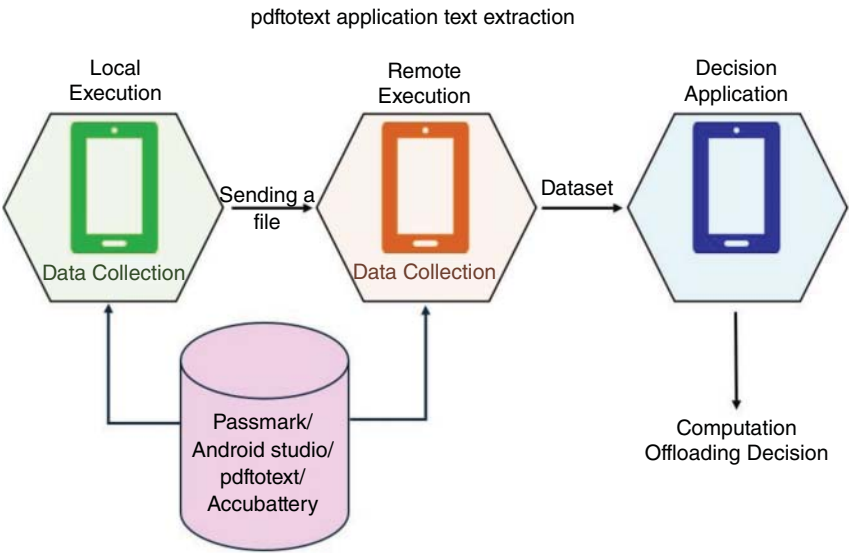 pdftotext application text extraction
Local
Execution
Remote
Execution
Decision
Application
Sending a
file
Dataset
Data Collection
Data Collection
Passmark/
Android studio/
pdftotext/
Accubattery
Computation
Offloading Decision